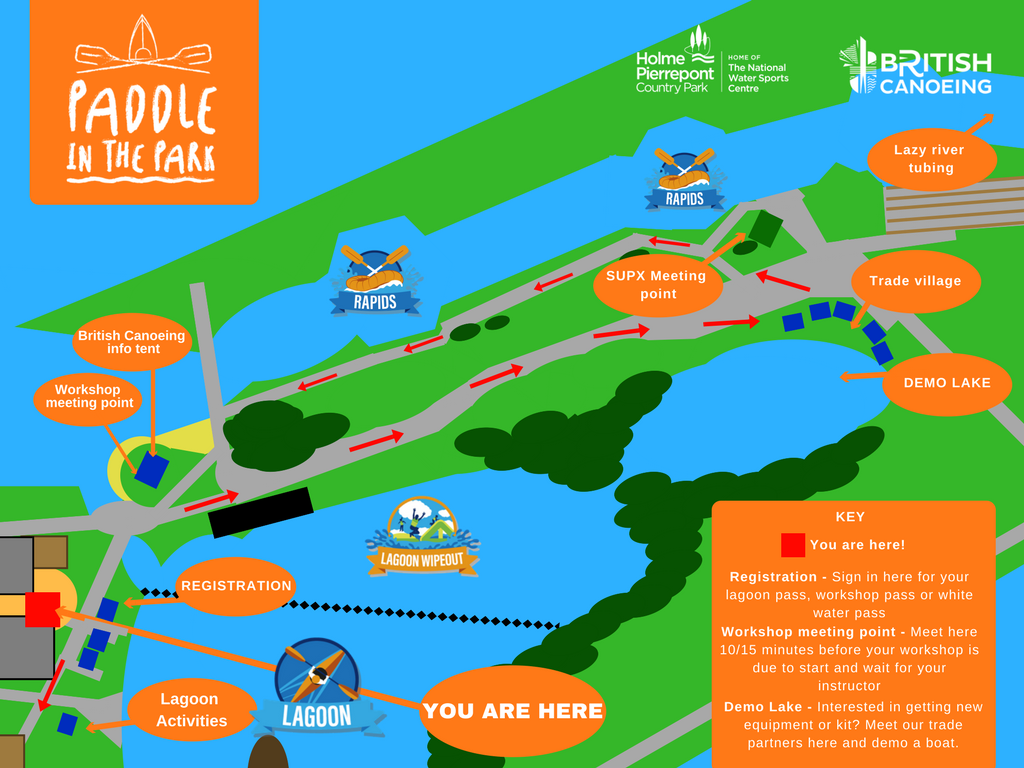 PADDLE
IN THE PARK
Holme
Pierrepont
Country Park
HOME OF
The National
Water Sports
Centre
BRITISH
CANOEING
Lazy river
tubing
RAPIDS
RAPIDS
SUPX Meeting
point
Trade village
British Canoeing
info tent
Workshop
meeting point
DEMO LAKE
LAGOON WIPEOUT
REGISTRATION
Lagoon
Activities
LAGOON
YOU ARE HERE
KEY
You are here!
Registration - Sign in here for your
lagoon pass, workshop pass or white
water pass
Workshop meeting point - Meet here
10/15 minutes before your workshop is
due to start and wait for your
instructor
Demo Lake - Interested in getting new
equipment or kit? Meet our trade
partners here and demo a boat.